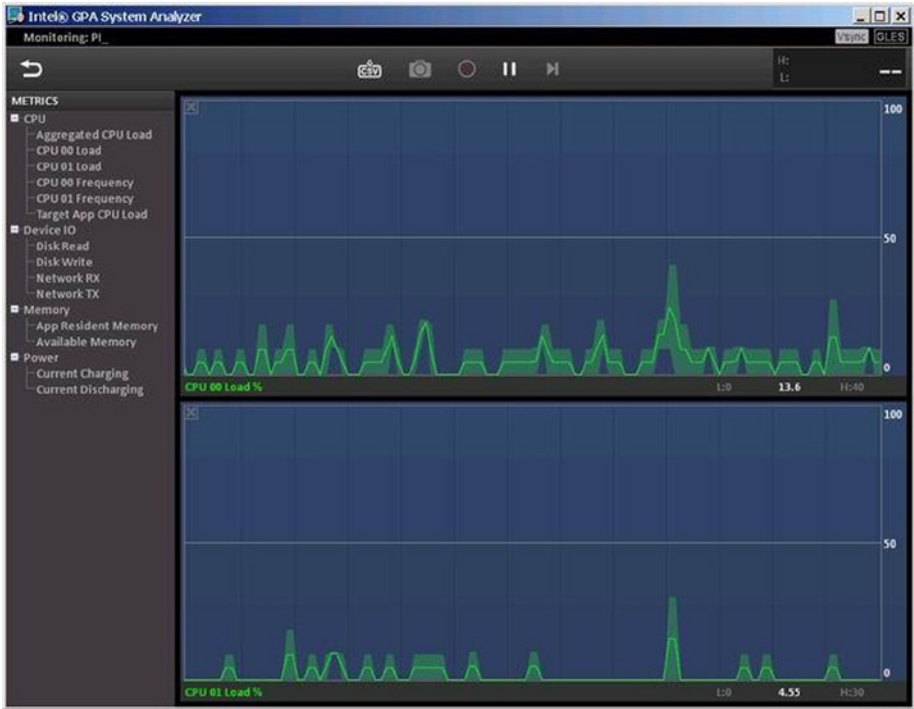 Intel® GPA System Analyzer
Monitoring: PI_
Vsync GLES
CSV
H:
L:
--
METRICS
CPU
Aggregated CPU Load
CPU 00 Load
CPU 01 Load
CPU 00 Frequency
CPU 01 Frequency
Target App CPU Load
Device IO
Disk Read
Disk Write
Network RX
Network TX
Memory
App Resident Memory
Available Memory
Power
Current Charging
Current Discharging
100
50
0
CPU 00 Load % L:0 13.6 H:40
100
50
0
CPU 01 Load % L:0 4.55 H:30